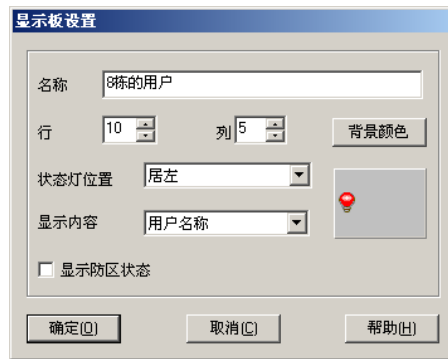 显示板设置
名称 8栋的用户
行 10 列 5 背景颜色
状态灯位置 居左
显示内容 用户名称
显示防区状态
确定(O) 取消(C) 帮助(H)